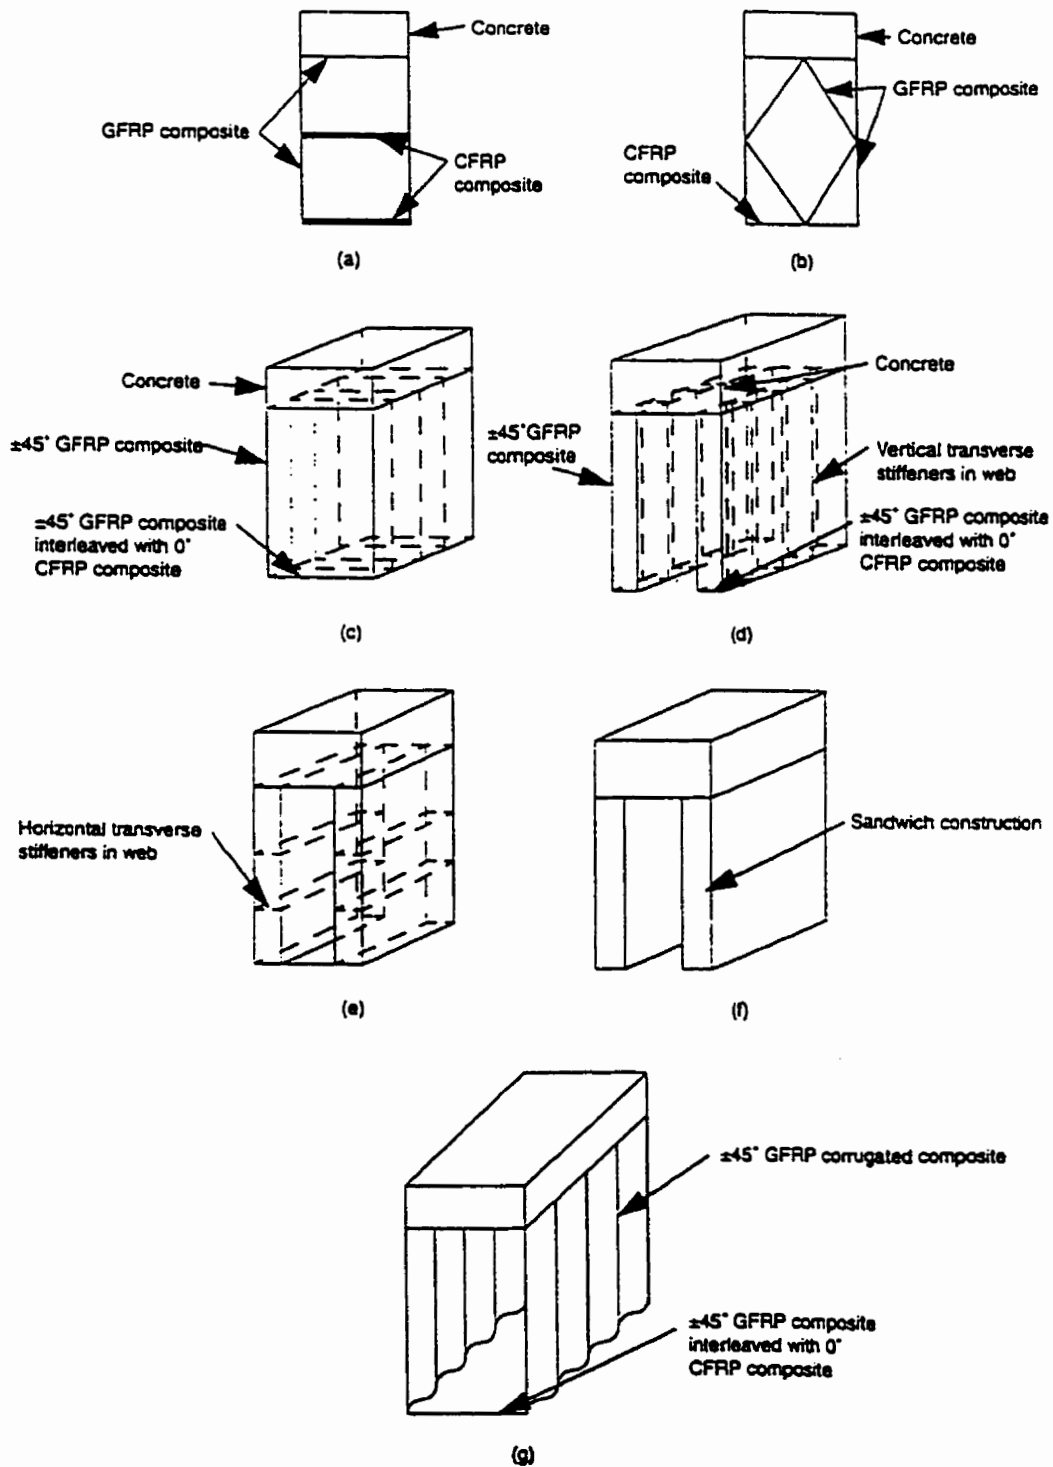 Concrete
GFRP composite
CFRP
composite
(a)
Concrete
GFRP composite
CFRP
composite
(b)
Concrete
±45° GFRP composite
±45° GFRP composite
interleaved with 0°
CFRP composite
(c)
Concrete
±45°GFRP
composite
Vertical transverse
stiffeners in web
±45° GFRP composite
interleaved with 0°
CFRP composite
(d)
Horizontal transverse
stiffeners in web
(e)
Sandwich construction
(f)
±45° GFRP corrugated composite
±45° GFRP composite
interleaved with 0°
CFRP composite
(g)